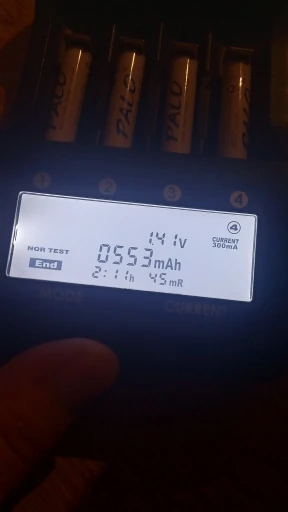 PALO
PALO
PALO
PALO
1
2
3
4
4
1.41V
CURRENT
300mA
NOR TEST
0553mAh
End
2:11h 45mR
MODE
CURRENT